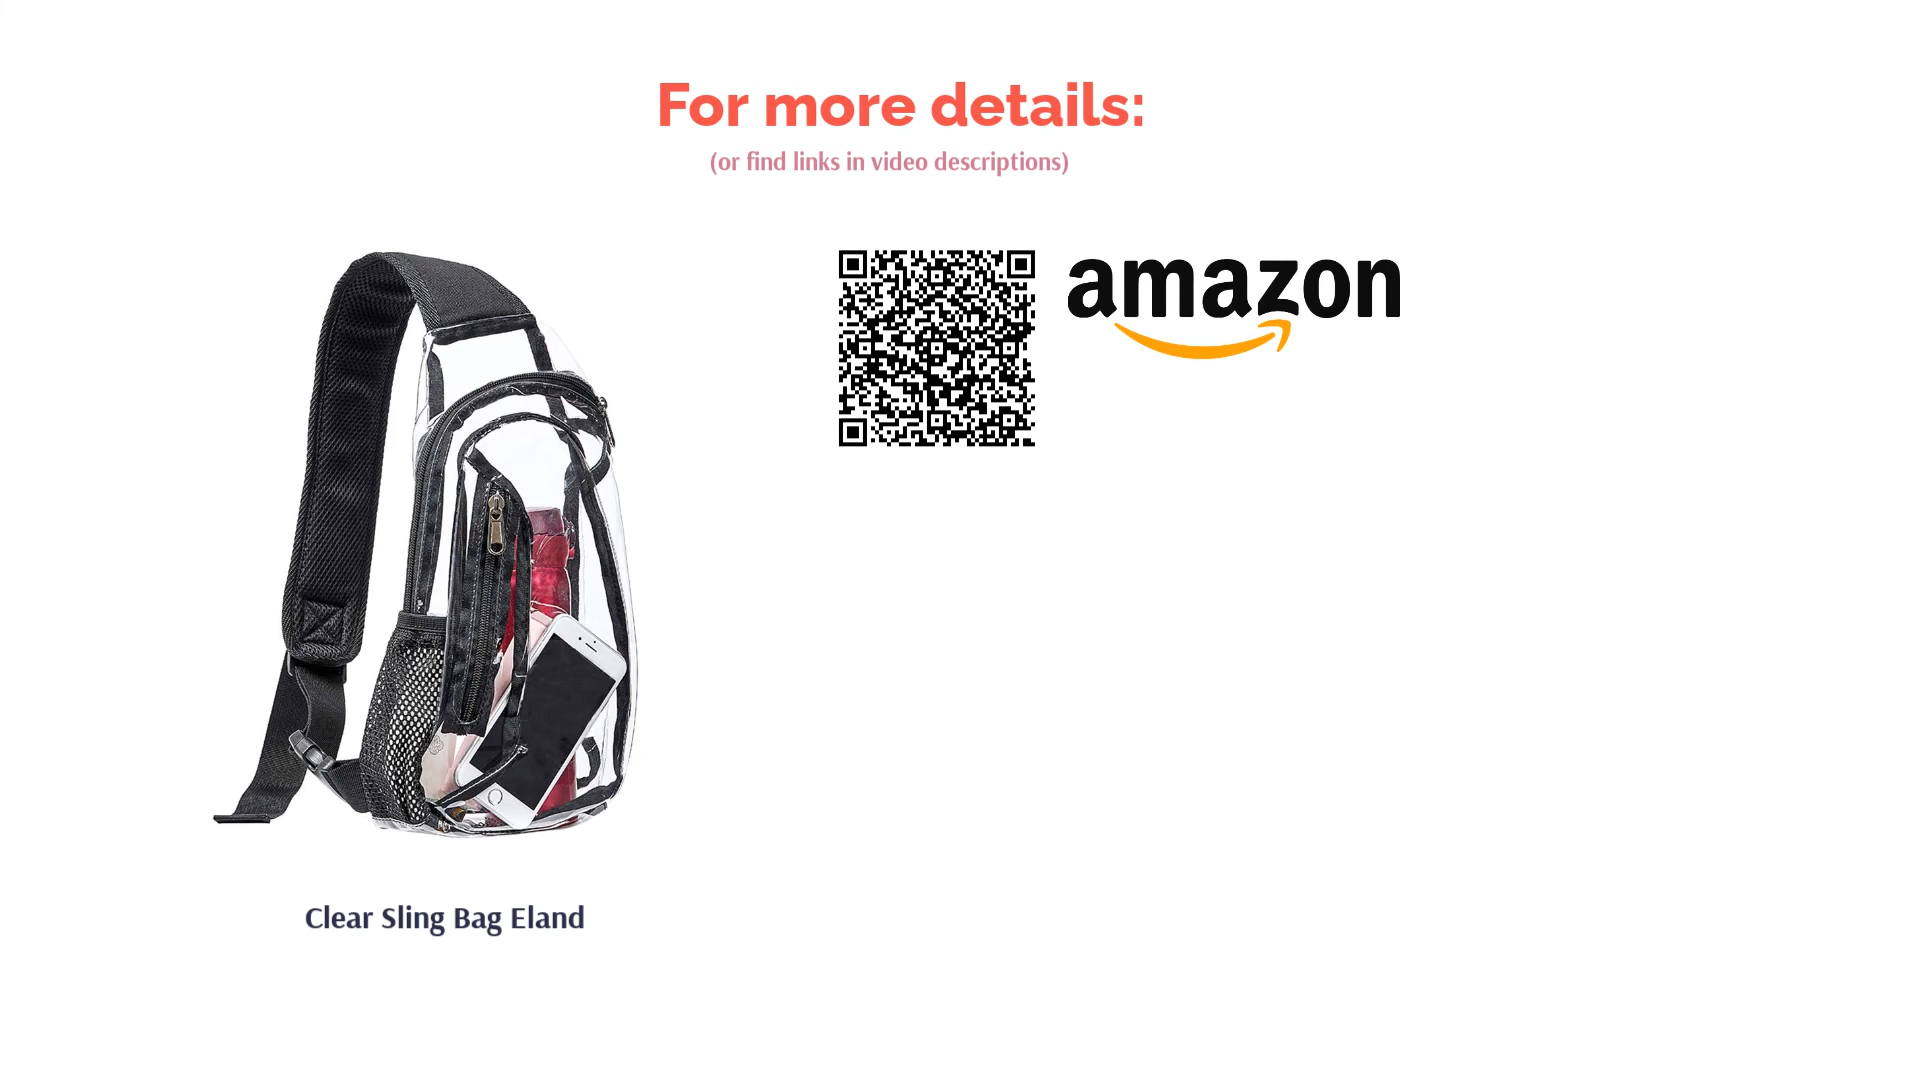 For more details:
(or find links in video descriptions)
amazon
Clear Sling Bag Eland